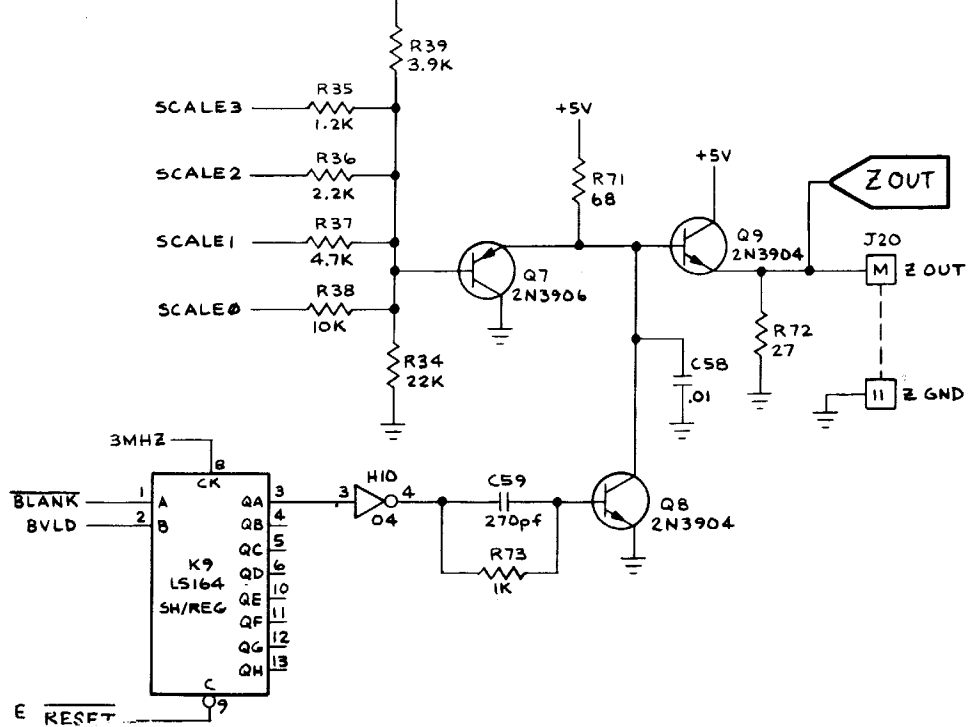 R39
3.9K
SCALE3
R35
1.2K
SCALE2
R36
2.2K
SCALE1
R37
4.7K
SCALE0
R38
10K
R34
22K
Q7
2N3906
+5V
R71
68
+5V
Q9
2N3904
Z OUT
J20
M
Z OUT
R72
27
11
Z GND
C58
.01
3MHZ
8
CK
BLANK
1
A
BVLD
2
B
K9
LS164
SH/REG
QA
3
QB
4
QC
5
QD
6
QE
10
QF
11
QG
12
QH
13
C
9
E RESET
3
H10
4
04
C59
270pf
R73
1K
Q8
2N3904